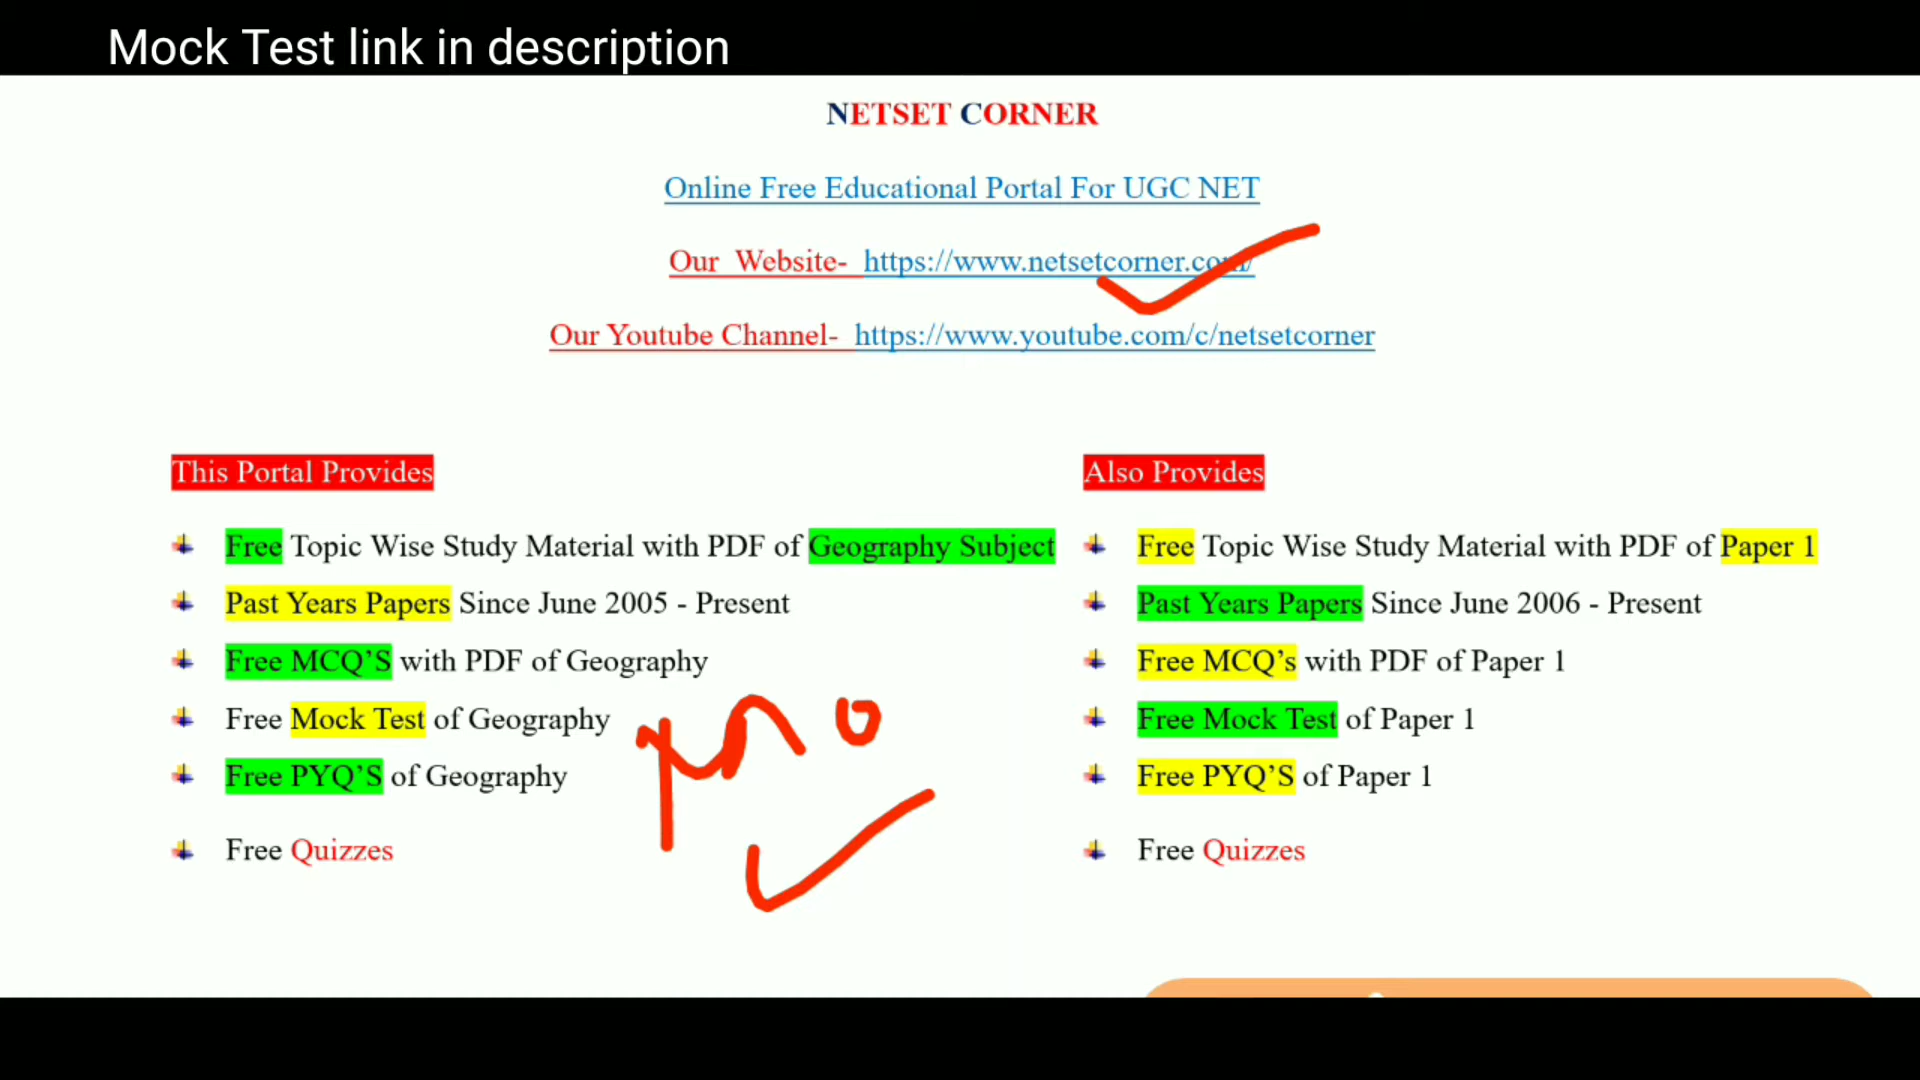 Mock Test link in description
NETSET CORNER
Online Free Educational Portal For UGC NET
Our Website- https://www.netsetcorner.com/
Our Youtube Channel- https://www.youtube.com/c/netsetcorner
This Portal Provides
Free Topic Wise Study Material with PDF of Geography Subject
Past Years Papers Since June 2005 - Present
Free MCQ'S with PDF of Geography
Free Mock Test of Geography
Free PYQ'S of Geography
Free Quizzes
Mo
Also Provides
Free Topic Wise Study Material with PDF of Paper 1
Past Years Papers Since June 2006 - Present
Free MCQ's with PDF of Paper 1
Free Mock Test of Paper 1
Free PYQ'S of Paper 1
Free Quizzes